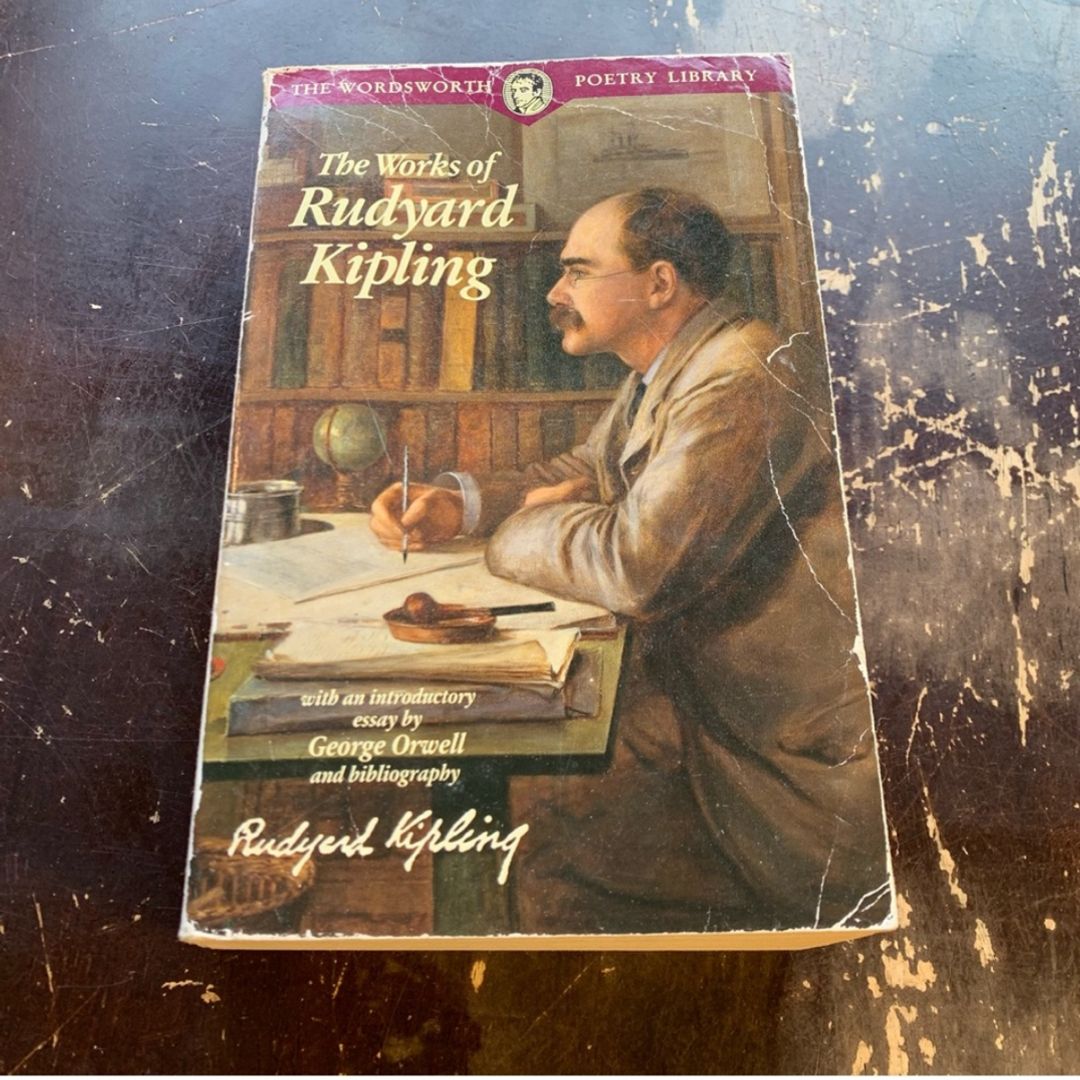 THE WORDSWORTH POETRY LIBRARY
The Works of
Rudyard
Kipling
with an introductory
essay by
George Orwell
and bibliography
Rudyard Kipling